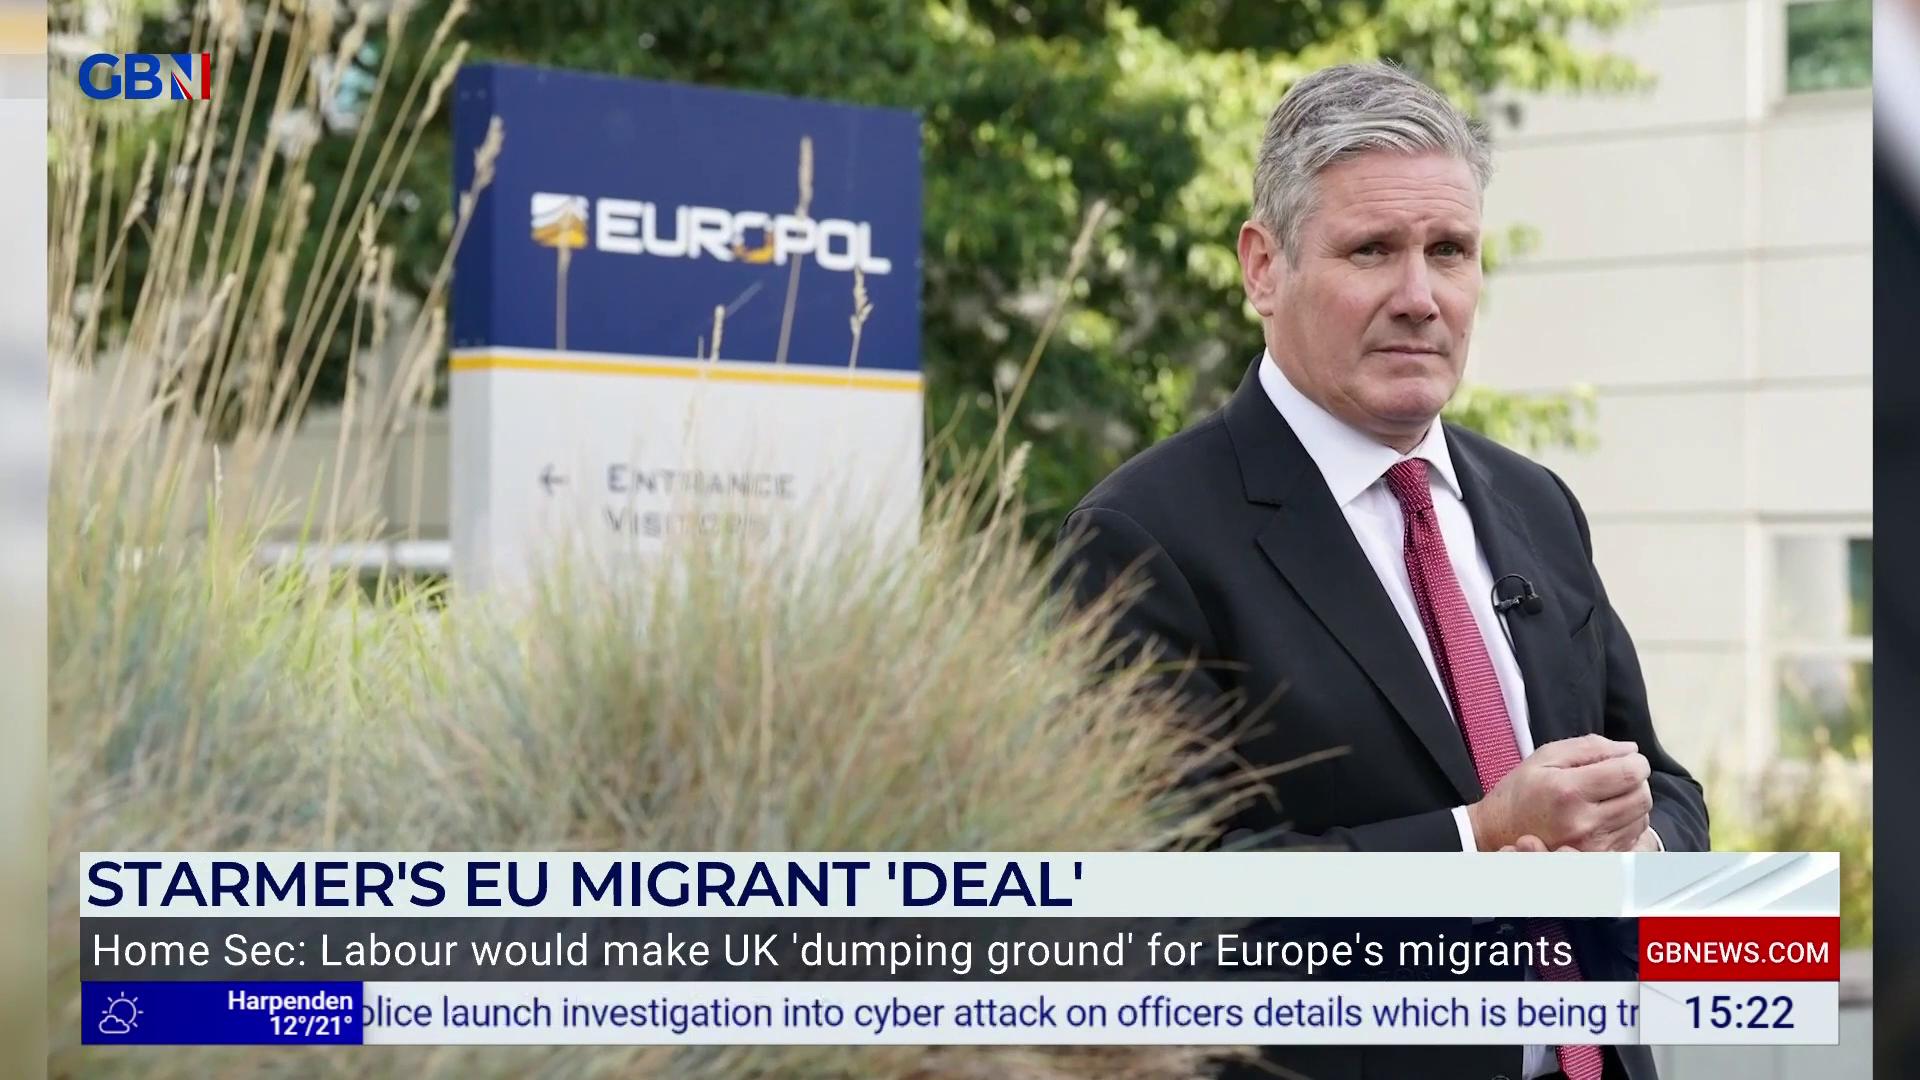 GBN
EUROPOL
← ENTRANCE
VISITORS
STARMER'S EU MIGRANT 'DEAL'
Home Sec: Labour would make UK 'dumping ground' for Europe's migrants
GBNEWS.COM
Harpenden
12°/21°
olice launch investigation into cyber attack on officers details which is being tr
15:22